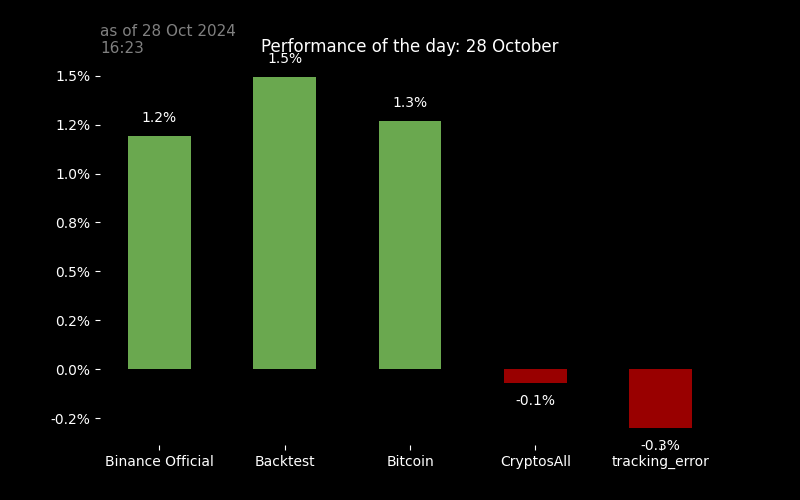 as of 28 Oct 2024
16:23
Performance of the day: 28 October
1.5%
1.2%
1.0%
0.8%
0.5%
0.2%
0.0%
-0.2%
1.2%
1.5%
1.3%
-0.1%
-0.3%
Binance Official
Backtest
Bitcoin
CryptosAll
tracking_error